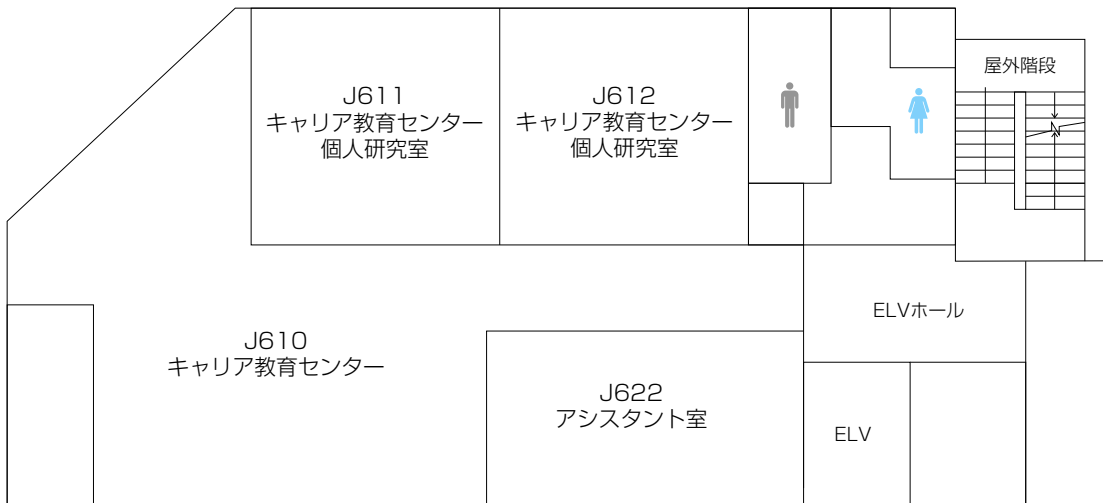 J611
キャリア教育センター
個人研究室
J612
キャリア教育センター
個人研究室
屋外階段
ELVホール
J610
キャリア教育センター
J622
アシスタント室
ELV